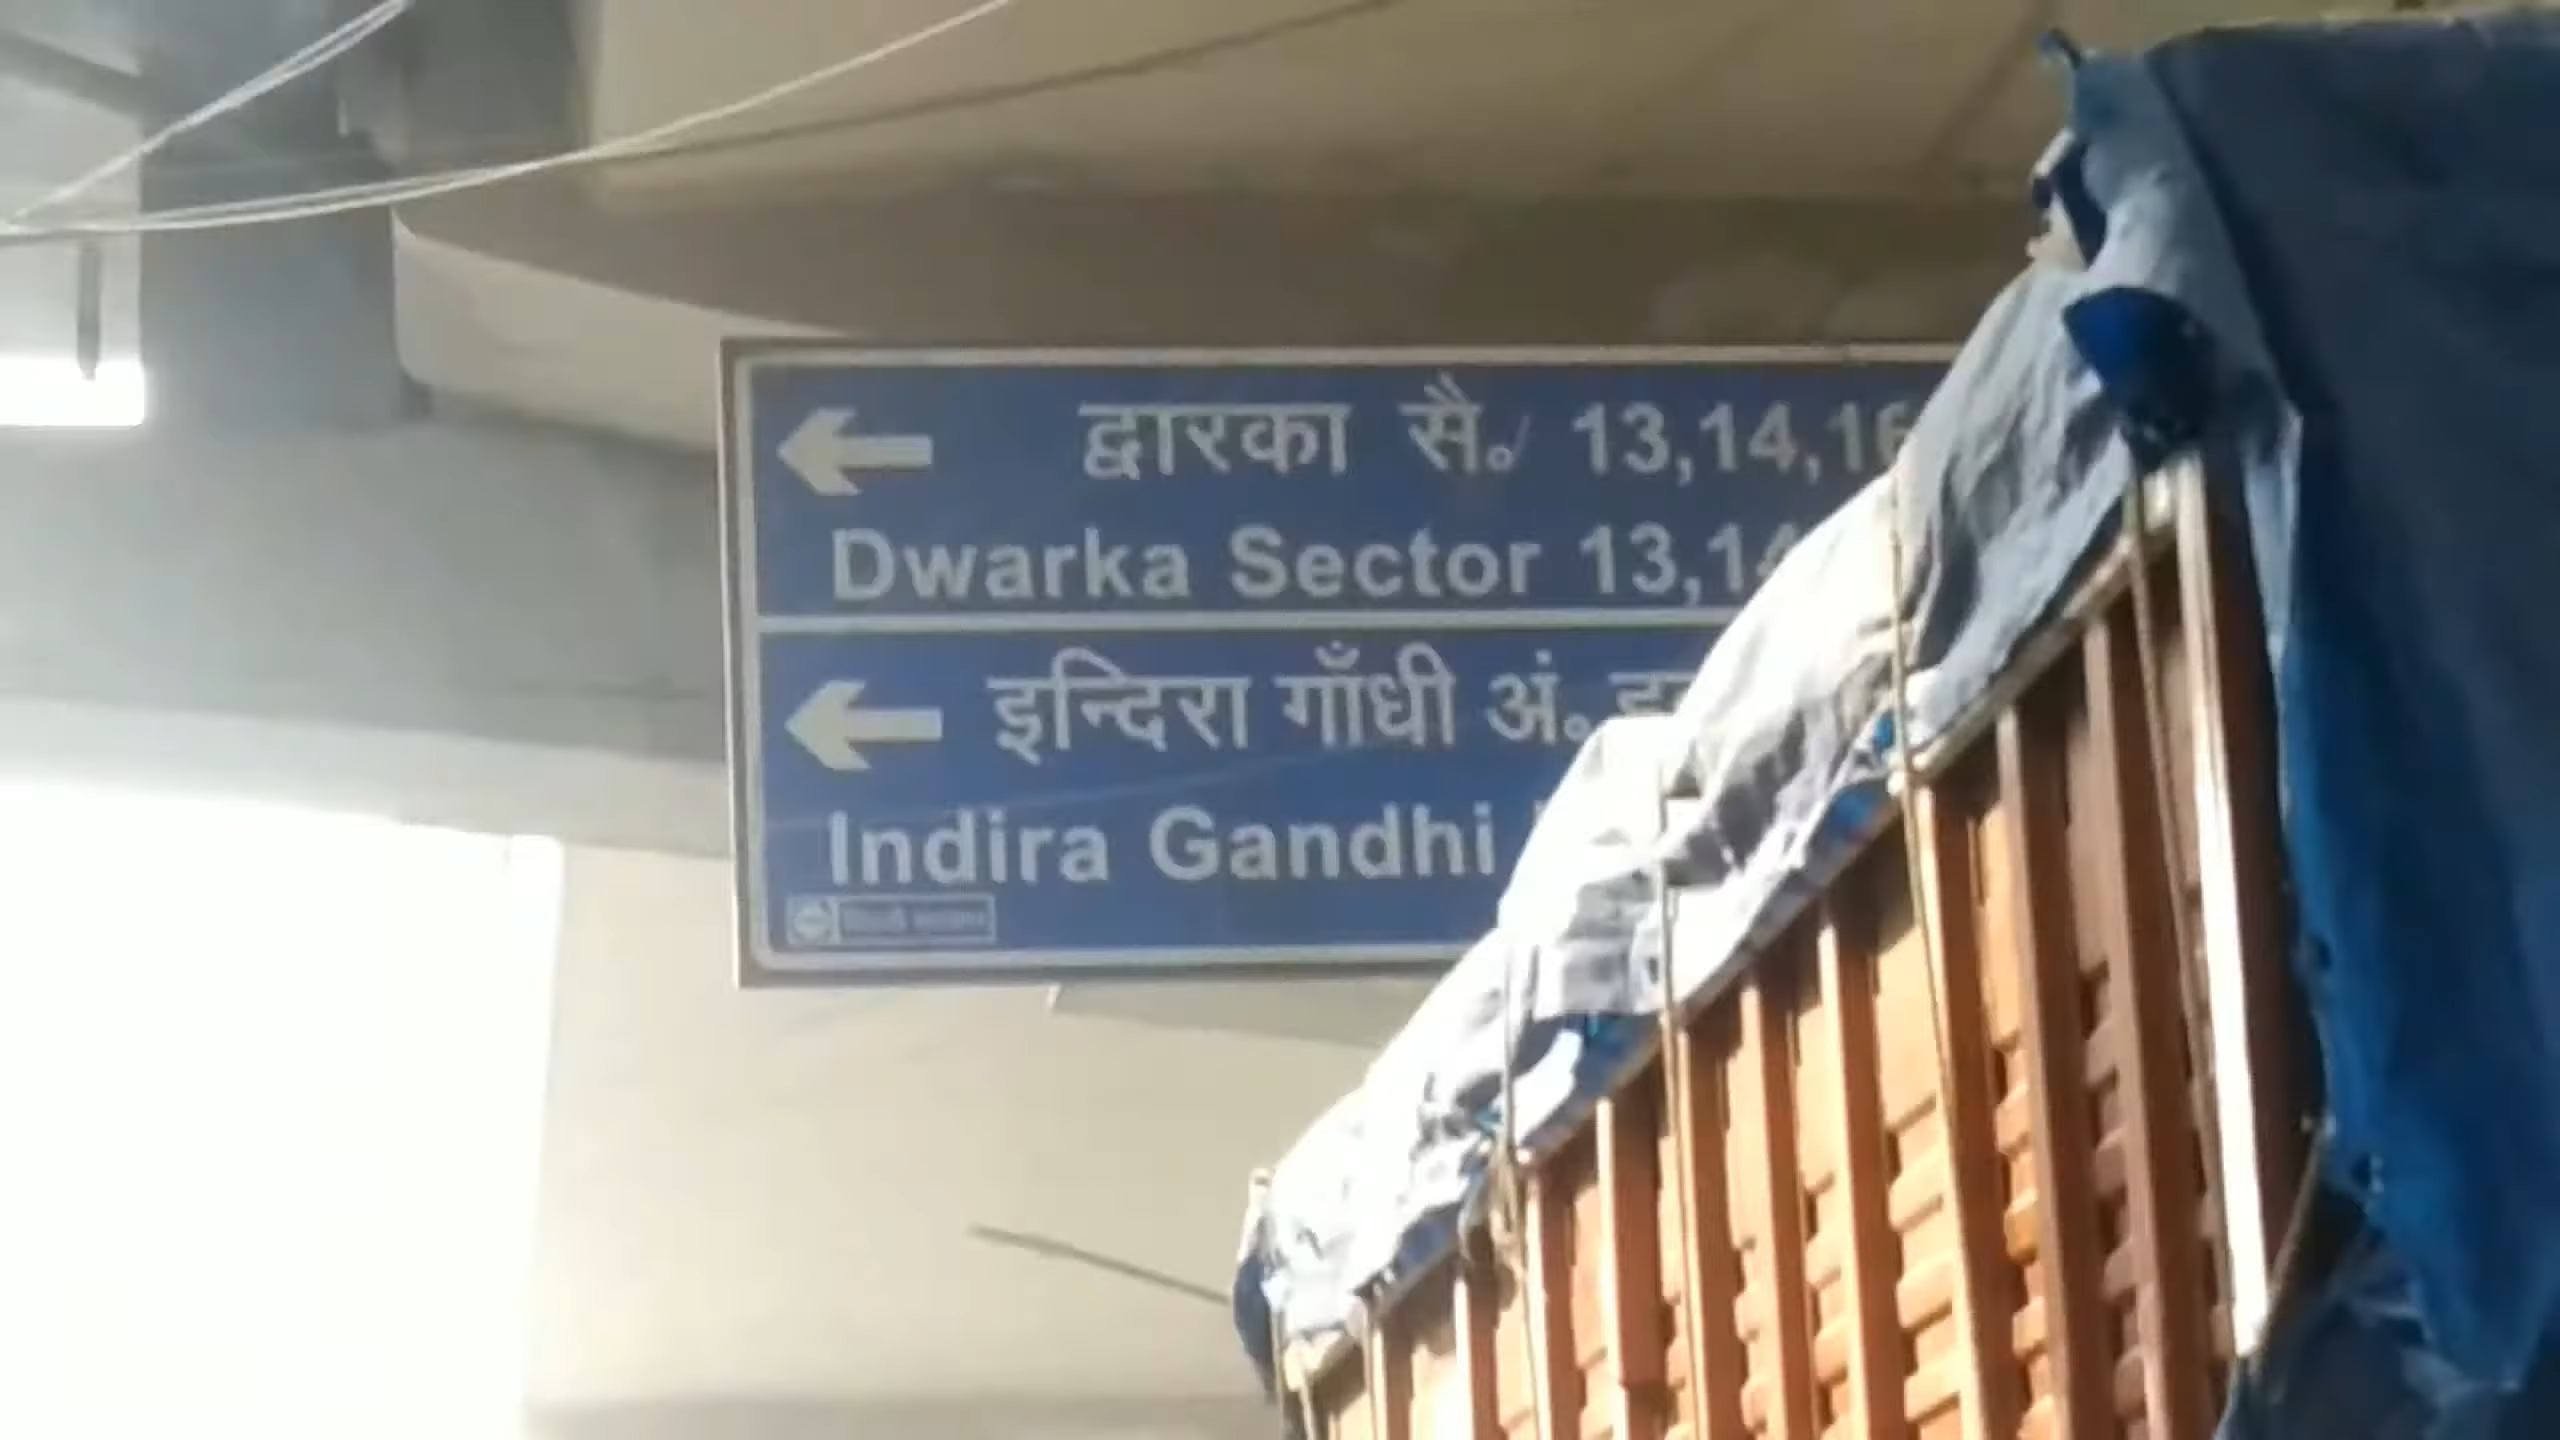 द्वारका सै॰ 13,14,16
Dwarka Sector 13,14
इन्दिरा गाँधी अं॰
Indira Gandhi